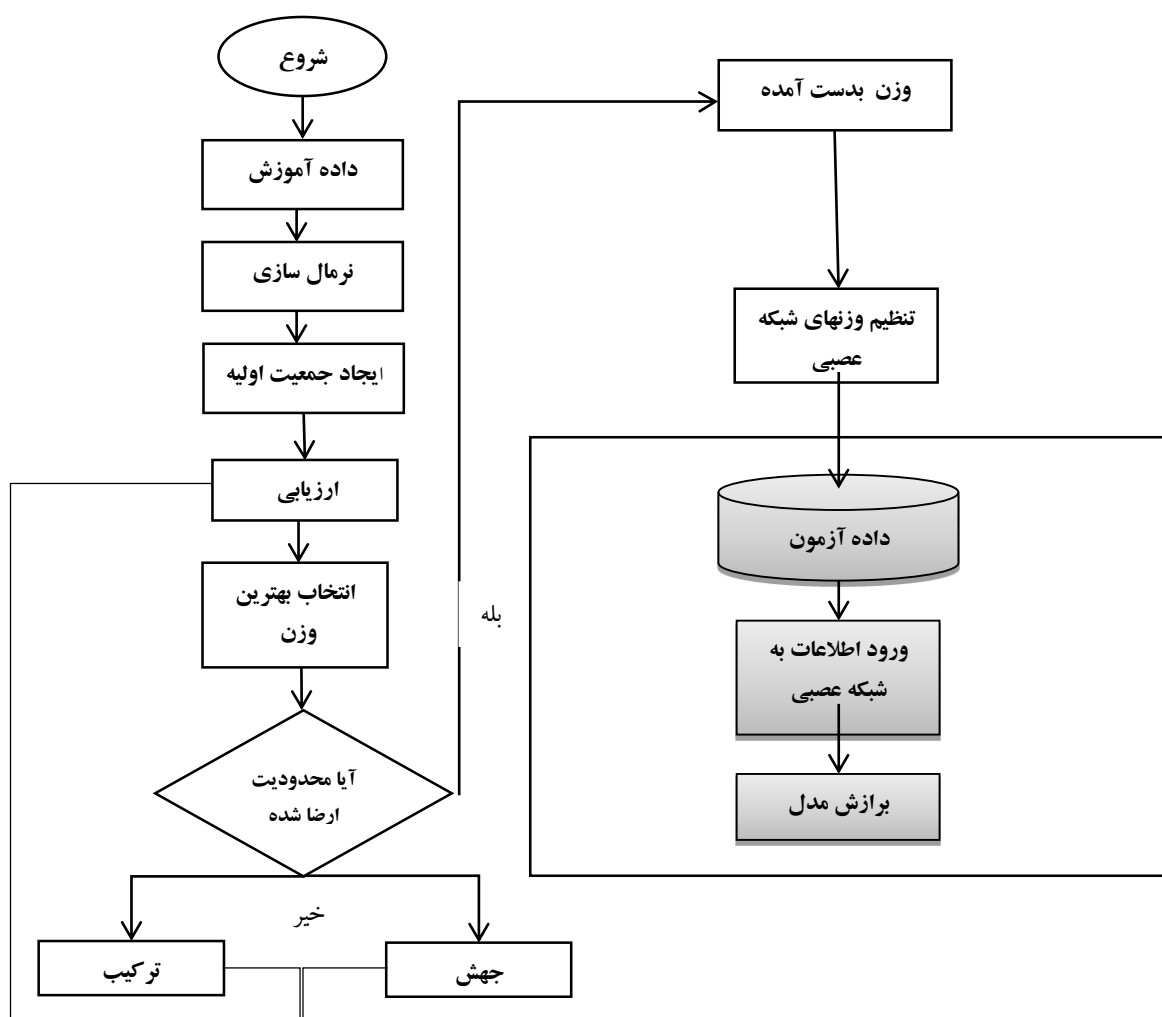 شروع
داده آموزش
نرمال سازی
ایجاد جمعیت اولیه
ارزیابی
انتخاب بهترین
وزن
آیا محدودیت
ارضا شده
خیر
ترکیب
جهش
بله
وزن بدست آمده
تنظیم وزنهای شبکه
عصبی
داده آزمون
ورود اطلاعات به
شبکه عصبی
برازش مدل